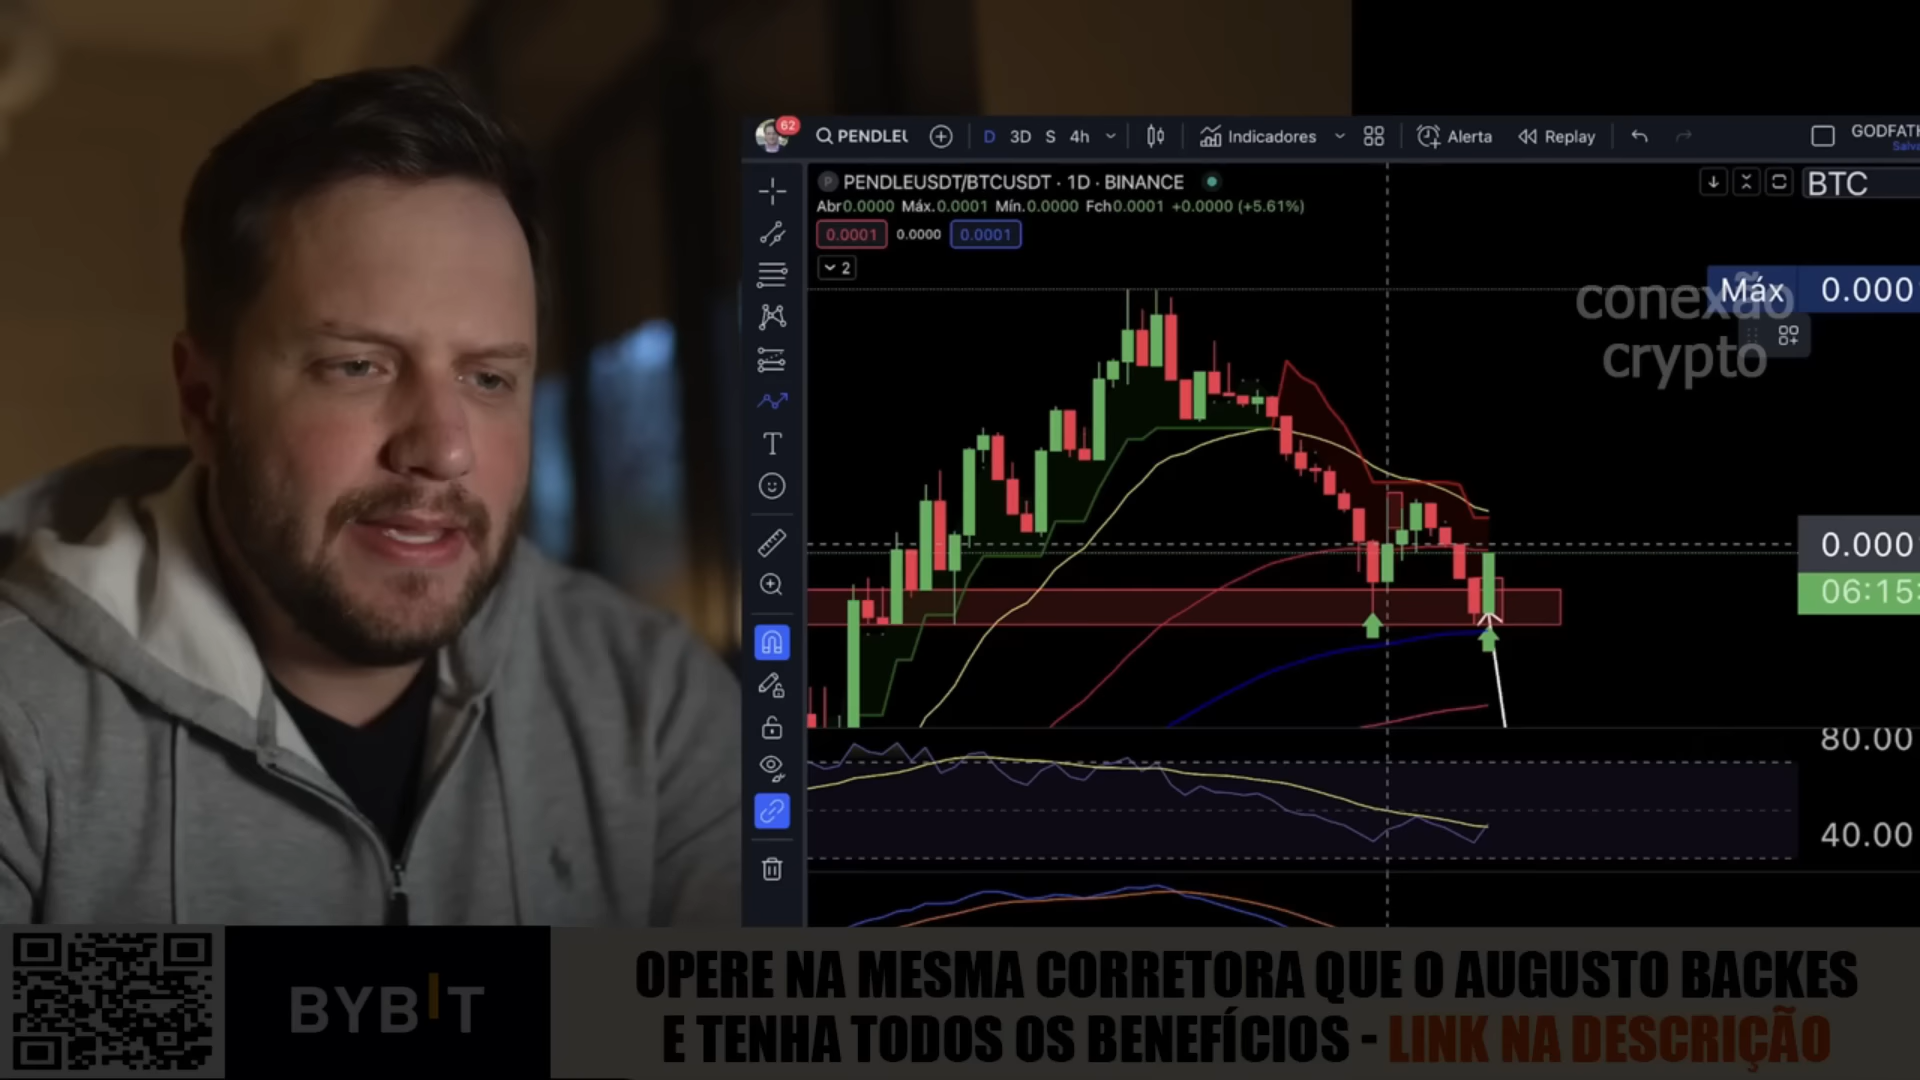 62
PENDLEU
D 3D S 4h Indicadores Alerta Replay
GODFATH
Salvo
P PENDLEUSDT/BTCUSDT · 1D · BINANCE
Abr0.0000 Máx.0.0001 Mín.0.0000 Fch0.0001 +0.0000 (+5.61%)
0.0001 0.0000 0.0001
2
BTC
conexão
crypto
Máx 0.000
0.000
06:15:
80.00
40.00
BYBIT
OPERE NA MESMA CORRETORA QUE O AUGUSTO BACKES
E TENHA TODOS OS BENEFÍCIOS - LINK NA DESCRIÇÃO